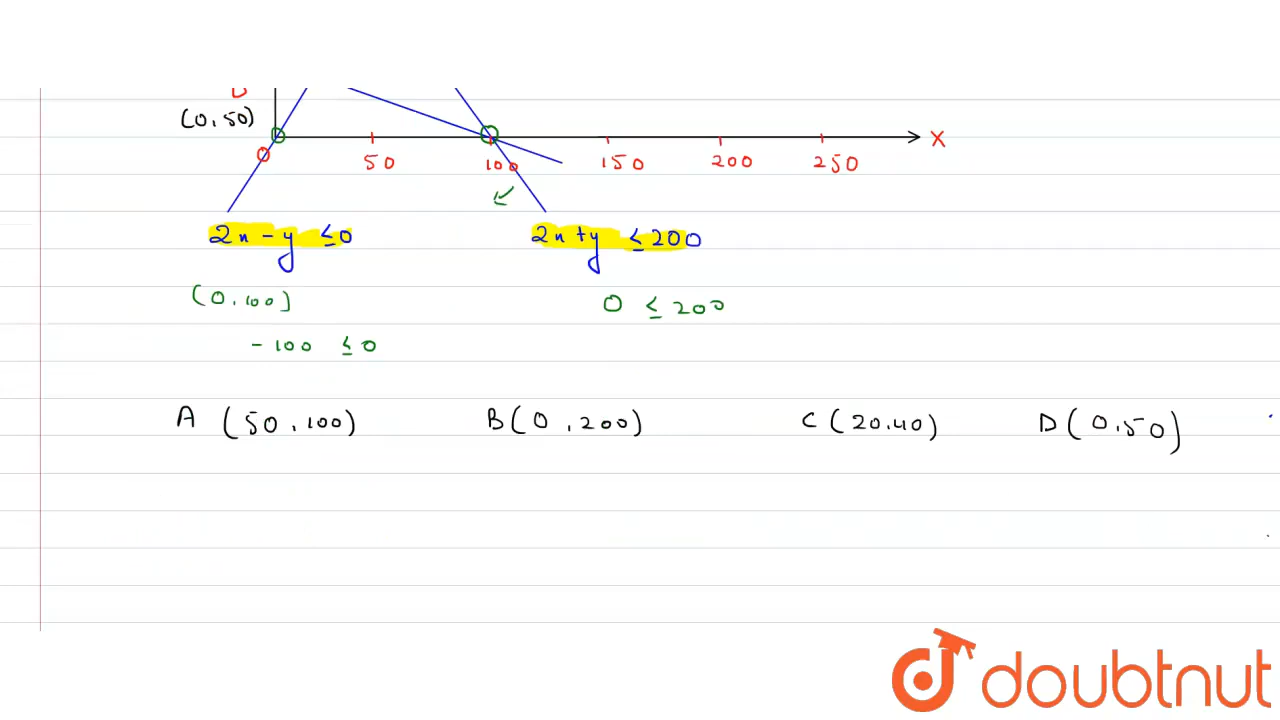 (0,50)
0
50 100 150 200 250 X
2x - y ≤ 0 2x + y ≤ 200
(0,100) 0 ≤ 200
-100 ≤ 0
A (50,100) B(0,200) C (20,40) D(0,50)
doubtnut